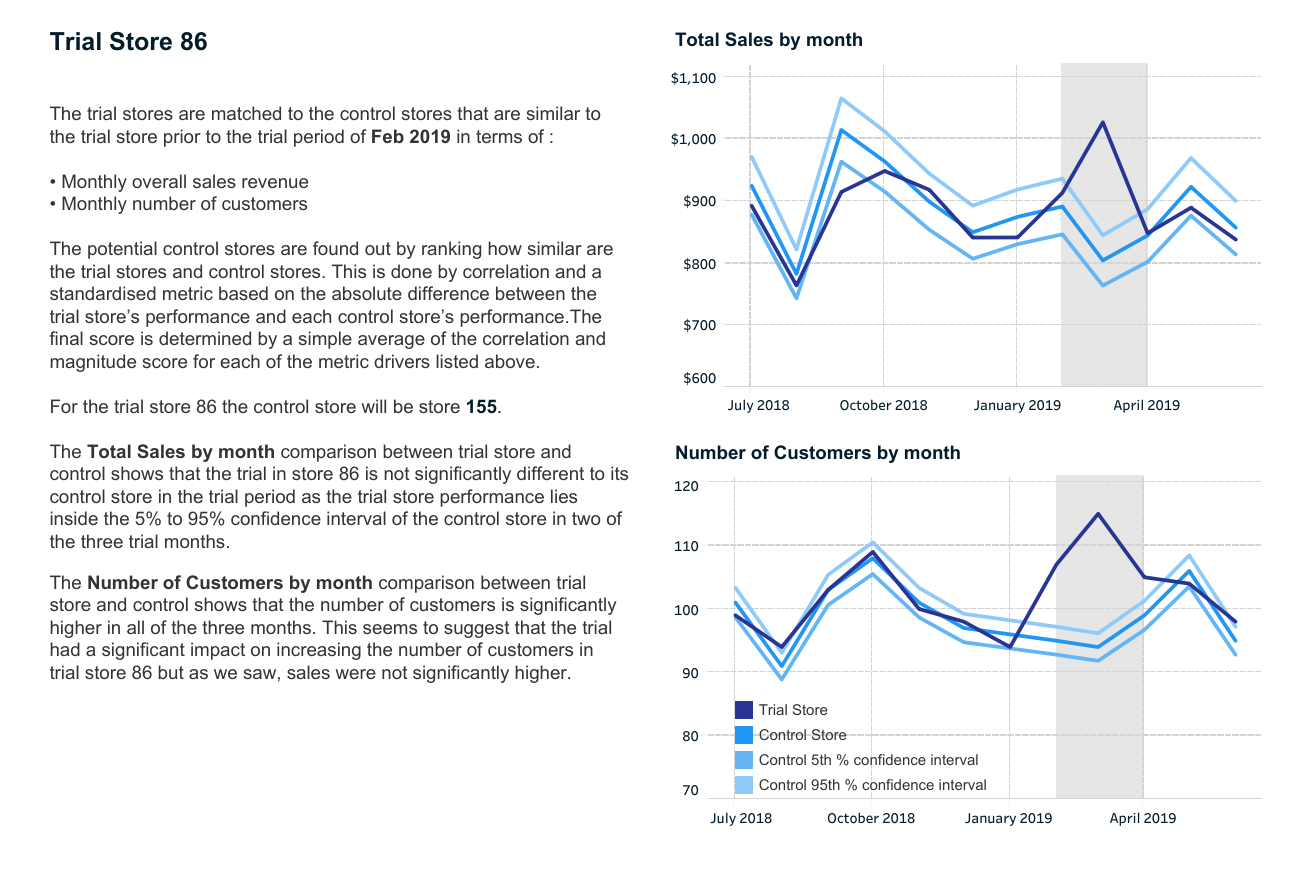 Trial Store 86
The trial stores are matched to the control stores that are similar to
the trial store prior to the trial period of Feb 2019 in terms of :
• Monthly overall sales revenue
• Monthly number of customers
The potential control stores are found out by ranking how similar are
the trial stores and control stores. This is done by correlation and a
standardised metric based on the absolute difference between the
trial store’s performance and each control store’s performance.The
final score is determined by a simple average of the correlation and
magnitude score for each of the metric drivers listed above.
For the trial store 86 the control store will be store 155.
The Total Sales by month comparison between trial store and
control shows that the trial in store 86 is not significantly different to its
control store in the trial period as the trial store performance lies
inside the 5% to 95% confidence interval of the control store in two of
the three trial months.
The Number of Customers by month comparison between trial
store and control shows that the number of customers is significantly
higher in all of the three months. This seems to suggest that the trial
had a significant impact on increasing the number of customers in
trial store 86 but as we saw, sales were not significantly higher.
Total Sales by month
$1,100
$1,000
$900
$800
$700
$600
July 2018 October 2018 January 2019 April 2019
Number of Customers by month
120
110
100
90
80
70
Trial Store
Control Store
Control 5th % confidence interval
Control 95th % confidence interval
July 2018 October 2018 January 2019 April 2019